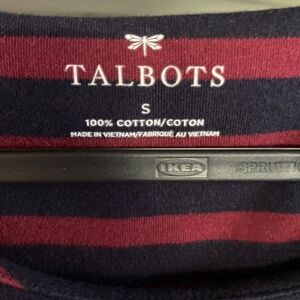 TALBOTS
S
100% COTTON/COTON
MADE IN VIETNAM/FABRIQUÉ AU VIETNAM
IKEA